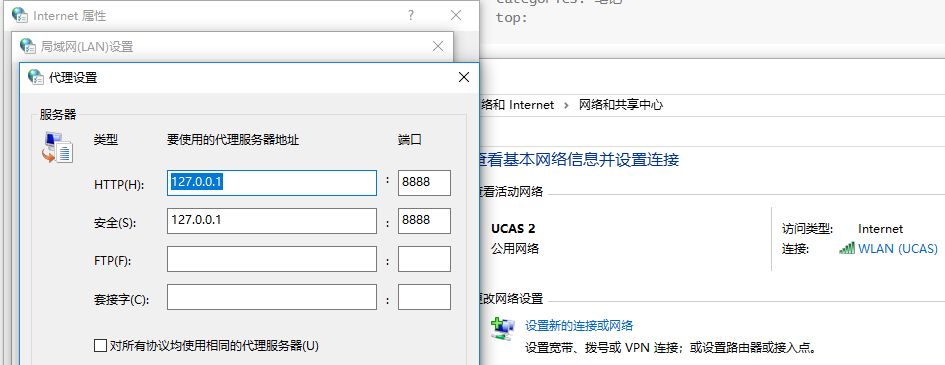 categories: 笔记
top:
Internet 属性
局域网(LAN)设置
代理设置
服务器
类型 要使用的代理服务器地址 端口
HTTP(H): 127.0.0.1 : 8888
安全(S): 127.0.0.1 : 8888
FTP(F): :
套接字(C): :
对所有协议均使用相同的代理服务器(U)
络和 Internet > 网络和共享中心
查看基本网络信息并设置连接
查看活动网络
UCAS 2
公用网络
访问类型: Internet
连接: WLAN (UCAS)
更改网络设置
设置新的连接或网络
设置宽带、拨号或 VPN 连接；或设置路由器或接入点。